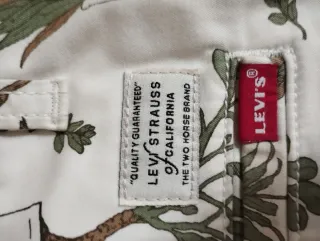 "QUALITY GUARANTEED"
LEVI STRAUSS
of CALIFORNIA
THE TWO HORSE BRAND
LEVI'S®